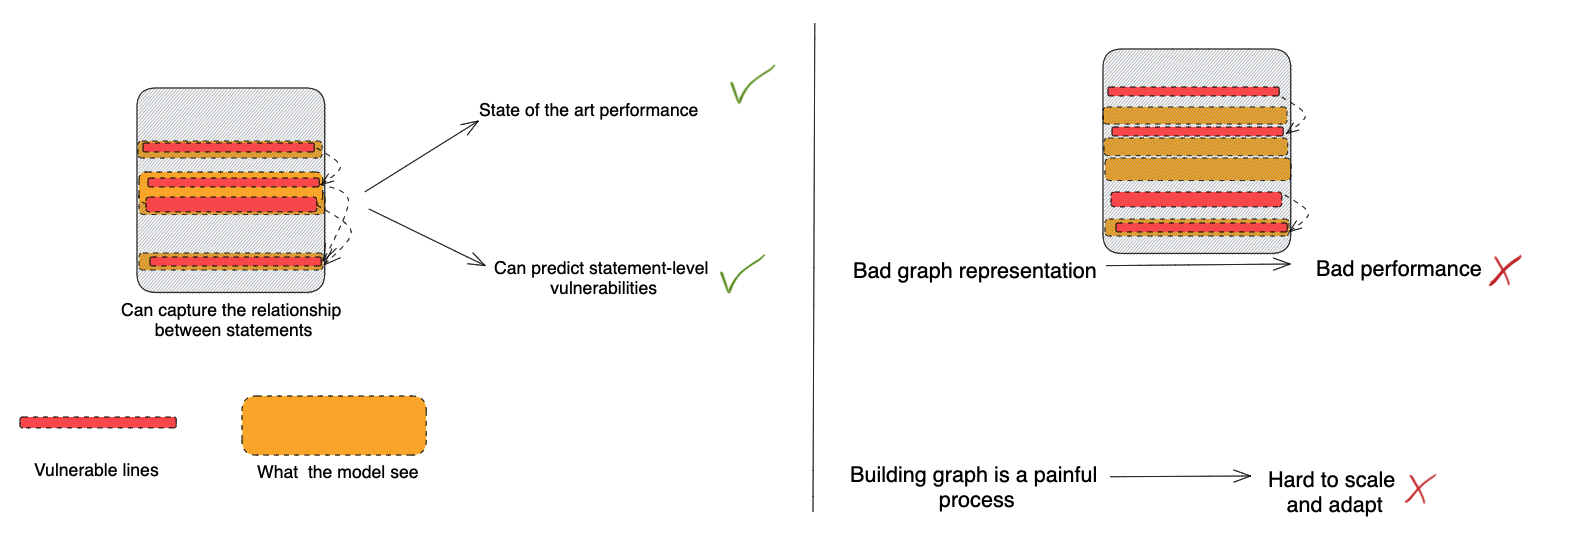 State of the art performance
Can predict statement-level
vulnerabilities
Can capture the relationship
between statements
Vulnerable lines
What the model see
Bad graph representation
Bad performance
Building graph is a painful
process
Hard to scale
and adapt